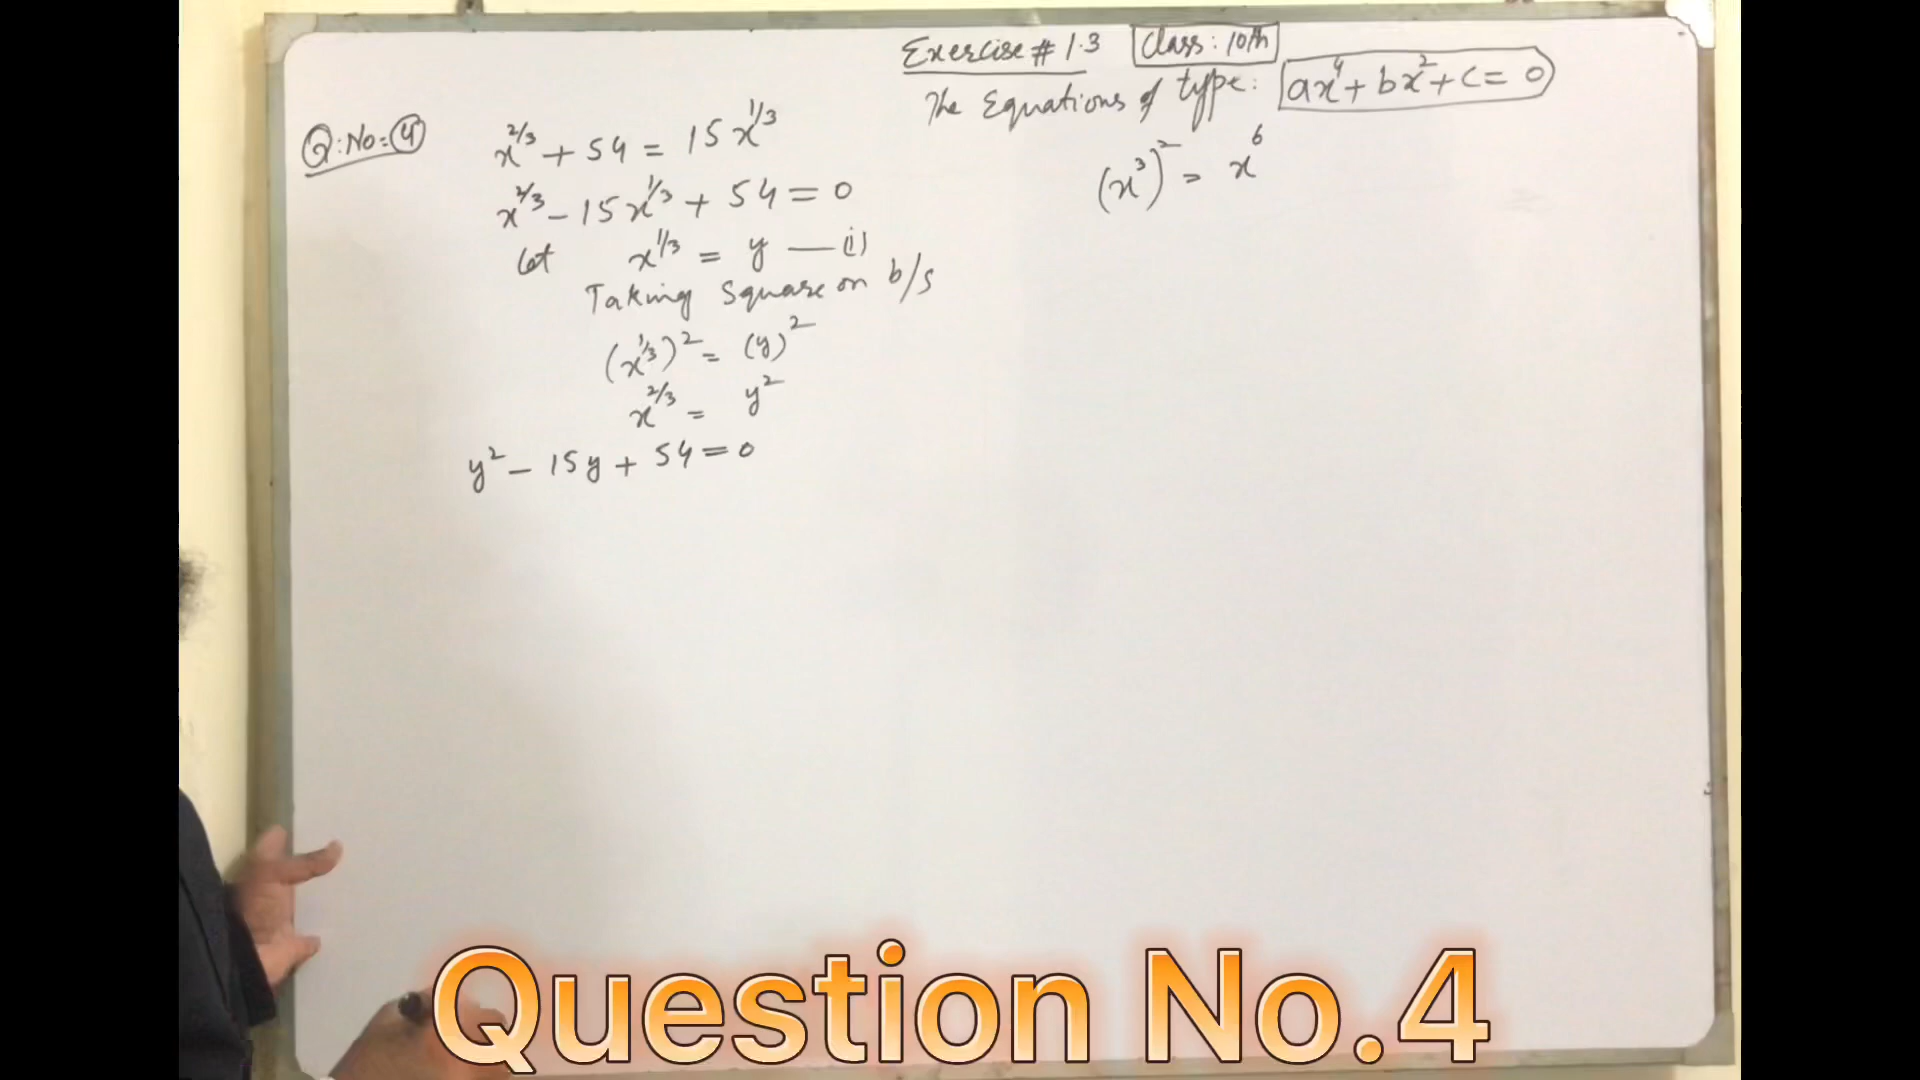 Exercise # 1.3 Class: 10th
The Equations of type: ax⁴ + bx² + c = 0
Q:No:4
x^2/3 + 54 = 15x^1/3
x^2/3 - 15x^1/3 + 54 = 0
Let x^1/3 = y — (i)
Taking Square on b/s
(x^1/3)² = (y)²
x^2/3 = y²
y² - 15y + 54 = 0
(x³)² = x⁶
Question No.4